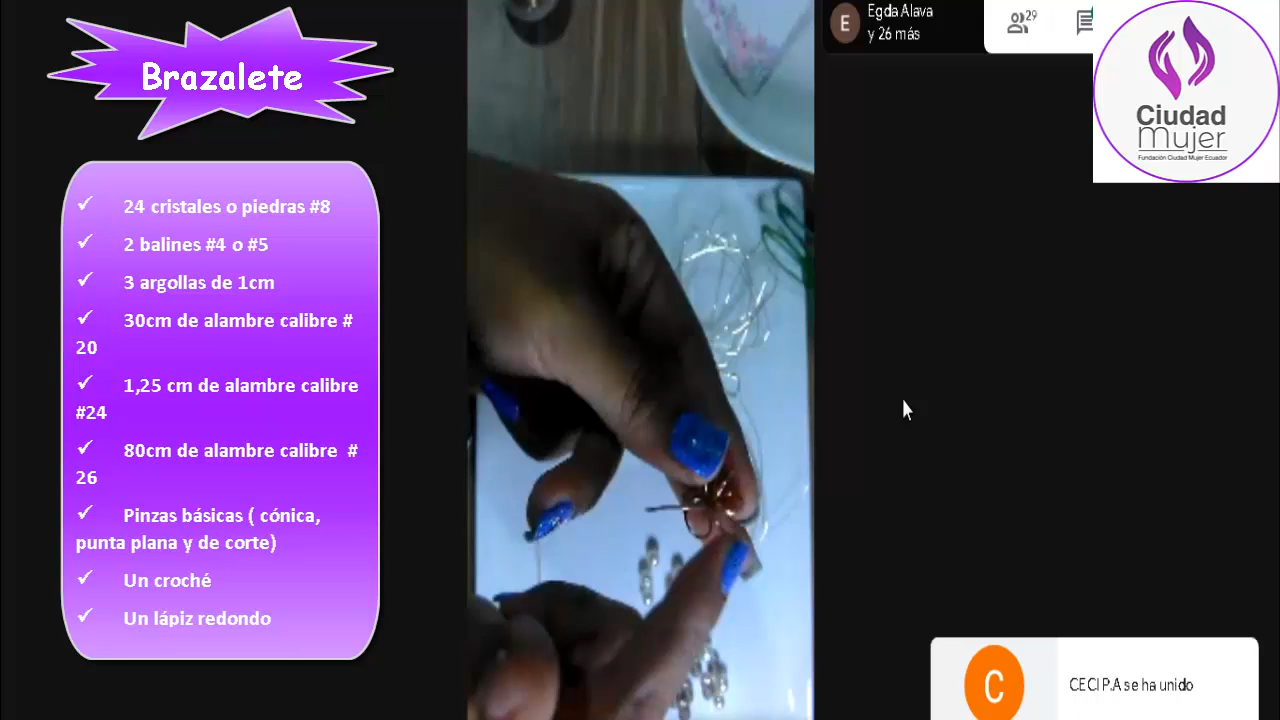 Brazalete
24 cristales o piedras #8
2 balines #4 o #5
3 argollas de 1cm
30cm de alambre calibre #
20
1,25 cm de alambre calibre
#24
80cm de alambre calibre #
26
Pinzas básicas ( cónica,
punta plana y de corte)
Un croché
Un lápiz redondo
E
Egda Alava
y 26 más
29
Ciudad
Mujer
Fundación Ciudad Mujer Ecuador
C
CECI P.A se ha unido